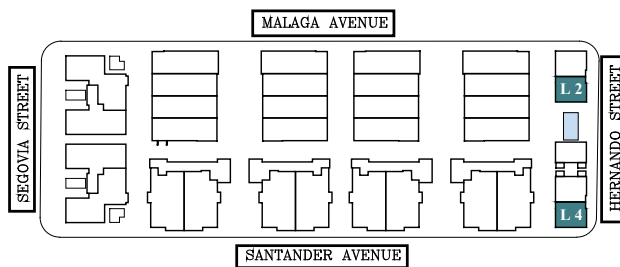 MALAGA AVENUE
SEGOVIA STREET
HERNANDO STREET
L 2
L 4
SANTANDER AVENUE